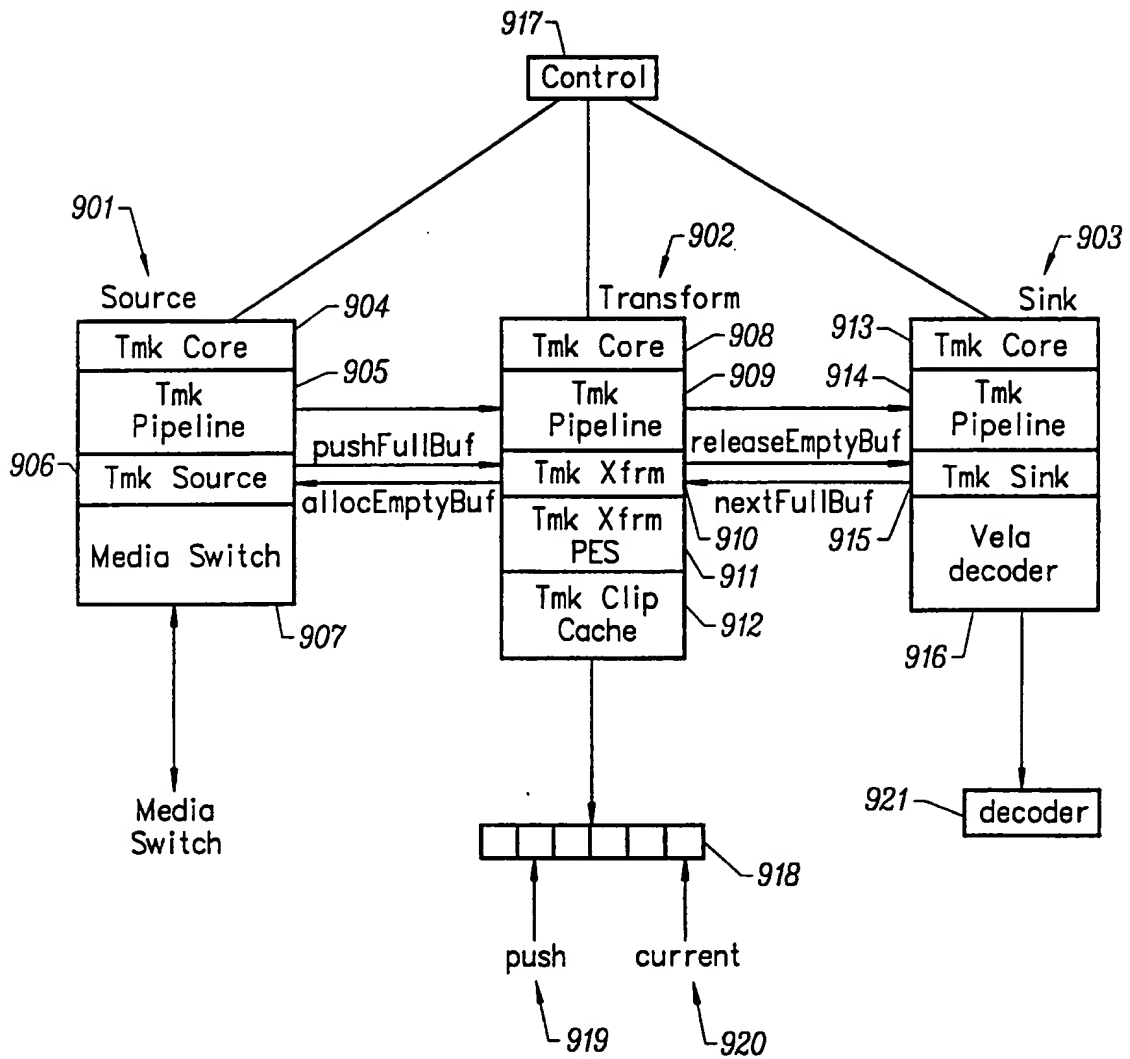 917
Control
901
902
903
Source
Transform
Sink
904
908
913
Tmk Core
Tmk Core
Tmk Core
905
909
914
Tmk
Pipeline
Tmk
Pipeline
Tmk
Pipeline
906
pushFullBuf
releaseEmptyBuf
Tmk Source
Tmk Xfrm
Tmk Sink
allocEmptyBuf
nextFullBuf
910
915
Media Switch
Tmk Xfrm
PES
Vela
decoder
911
Tmk Clip
Cache
912
907
916
Media
Switch
921
decoder
918
push
current
919
920